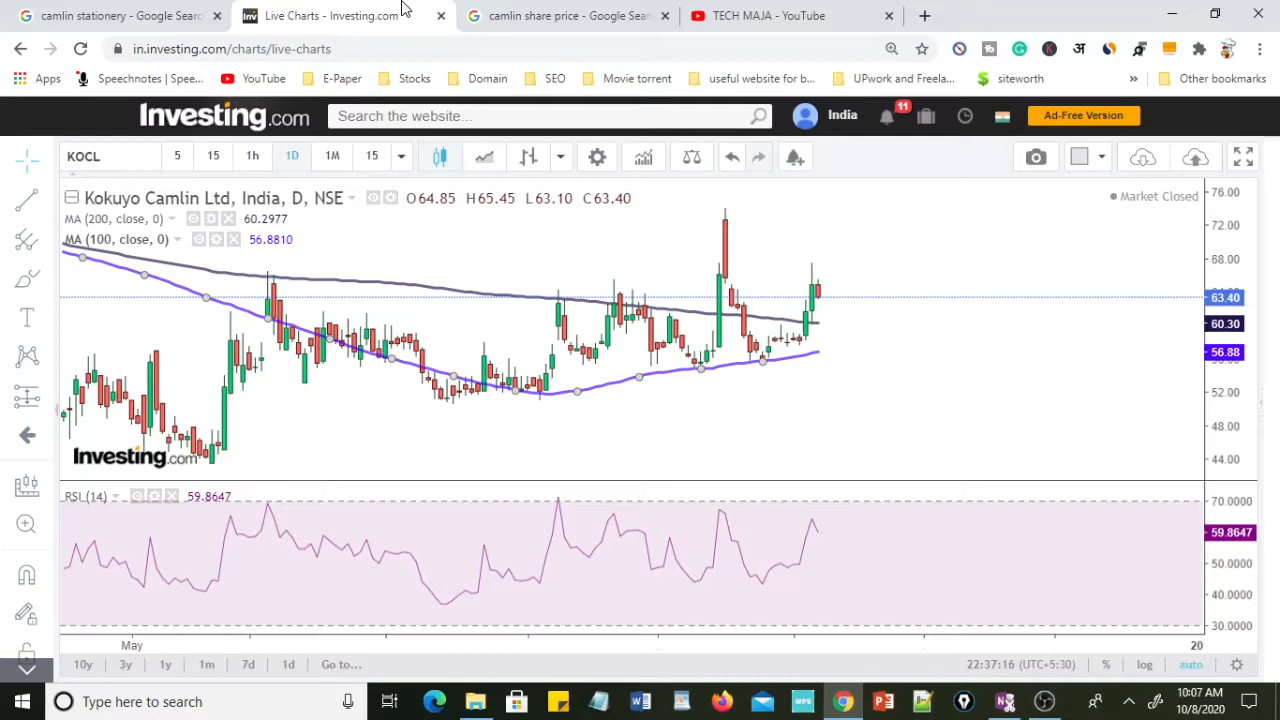 camlin stationery - Google Searc
Live Charts - Investing.com
camlin share price - Google Sear
TECH MAJA - YouTube
in.investing.com/charts/live-charts
Apps
Speechnotes | Spee...
YouTube
E-Paper
Stocks
Domain
SEO
Movie torrent
useful website for b...
UPwork and Freela...
siteworth
»
Other bookmarks
Investing.com
Search the website...
India
11
Ad-Free Version
KOCL 5 15 1h 1D 1M 15
Kokuyo Camlin Ltd, India, D, NSE O64.85 H65.45 L63.10 C63.40
Market Closed
MA (200, close, 0) 60.2977
MA (100, close, 0) 56.8810
76.00
72.00
68.00
63.40
60.30
56.88
52.00
48.00
44.00
Investing.com
RSI (14) 59.8647
70.0000
59.8647
50.0000
40.0000
30.0000
May 20
10y 3y 1y 1m 7d 1d Go to... 22:37:16 (UTC+5:30) % log auto
Type here to search
10:07 AM
10/8/2020